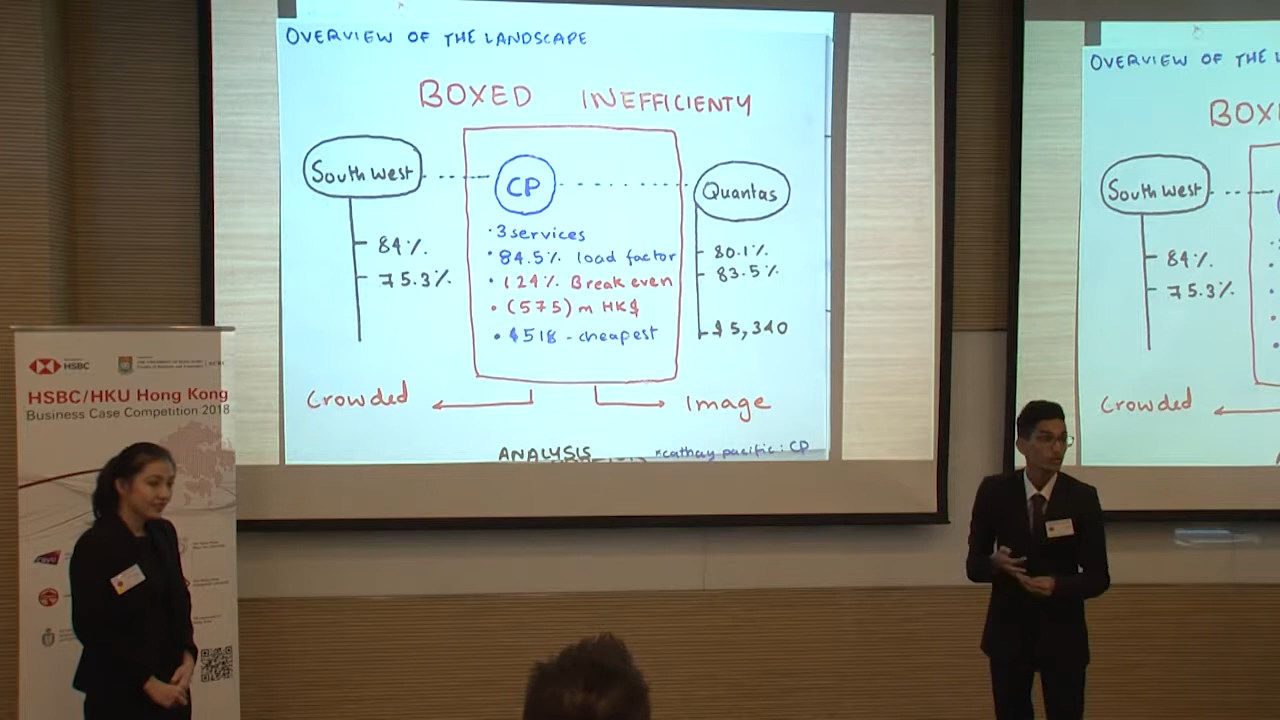 OVERVIEW OF THE LANDSCAPE
BOXED INEFFICIENTY
South west
84%
75.3%
CP
· 3 services
• 84.5% load factor
• 124% Break even
• (575) m HK$
• $518 - cheapest
Quantas
80.1%
83.5%
$5,340
Crowded
Image
ANALYSIS
*cathay pacific: CP
OVERVIEW OF THE
BOX
South west
84%
75.3%
Crowded
HSBC
HSBC/HKU Hong Kong
Business Case Competition 2018